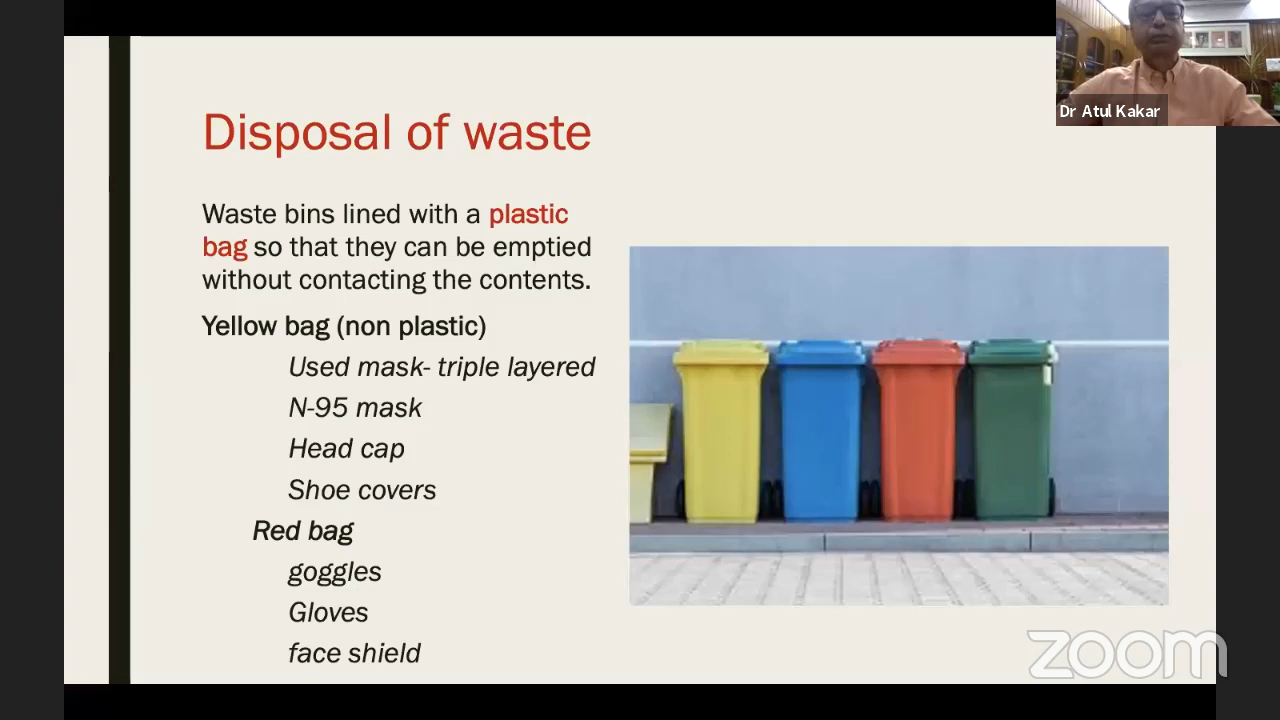 Dr Atul Kakar
Disposal of waste
Waste bins lined with a plastic
bag so that they can be emptied
without contacting the contents.
Yellow bag (non plastic)
Used mask- triple layered
N-95 mask
Head cap
Shoe covers
Red bag
goggles
Gloves
face shield
zoom